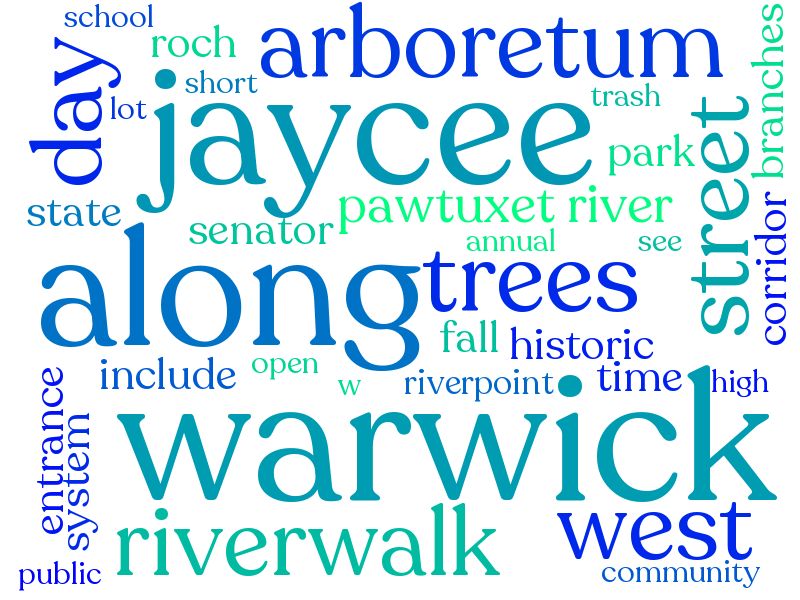 school
roch
arboretum
branches
day
short
lot
jaycee
trash
park
street
state
senator
pawtuxet river
annual
see
corridor
along
trees
fall
historic
include
open
w
riverpoint
time
high
entrance
system
warwick
riverwalk
west
public
community